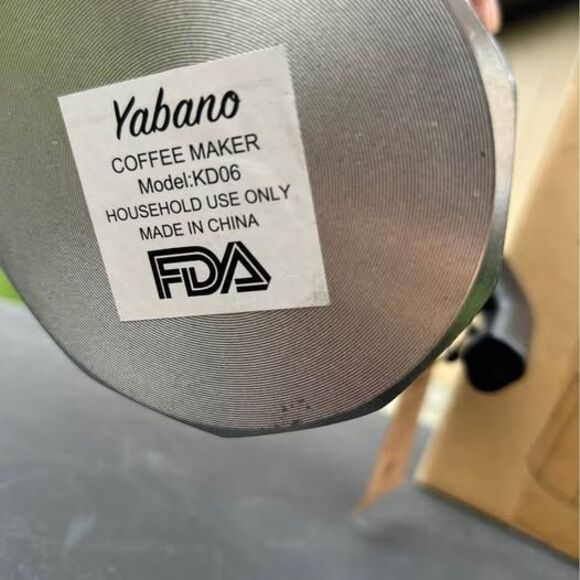 Yabano
COFFEE MAKER
Model:KD06
HOUSEHOLD USE ONLY
MADE IN CHINA
FDA